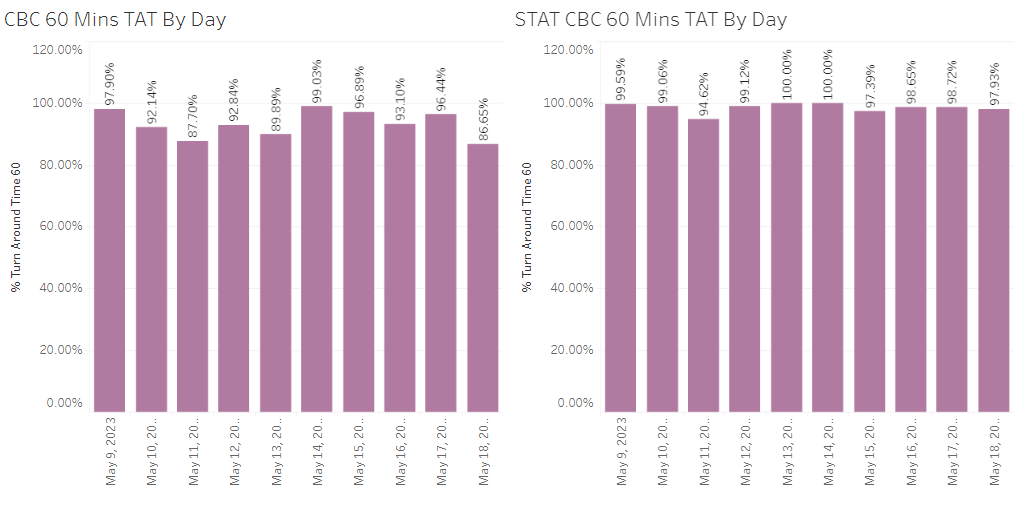 CBC 60 Mins TAT By Day
120.00%
100.00%
80.00%
60.00%
40.00%
20.00%
0.00%
% Turn Around Time 60
97.90%
92.14%
87.70%
92.84%
89.89%
99.03%
96.89%
93.10%
96.44%
86.65%
May 9, 2023
May 10, 20..
May 11, 20..
May 12, 20..
May 13, 20..
May 14, 20..
May 15, 20..
May 16, 20..
May 17, 20..
May 18, 20..
STAT CBC 60 Mins TAT By Day
120.00%
100.00%
80.00%
60.00%
40.00%
20.00%
0.00%
% Turn Around Time 60
99.59%
99.06%
94.62%
99.12%
100.00%
100.00%
97.39%
98.65%
98.72%
97.93%
May 9, 2023
May 10, 20..
May 11, 20..
May 12, 20..
May 13, 20..
May 14, 20..
May 15, 20..
May 16, 20..
May 17, 20..
May 18, 20..